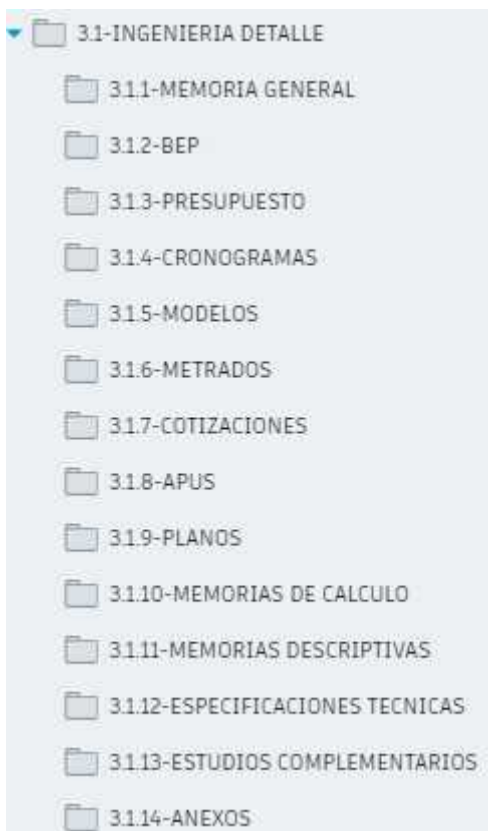 3.1-INGENIERIA DETALLE
3.1.1-MEMORIA GENERAL
3.1.2-BEP
3.1.3-PRESUPUESTO
3.1.4-CRONOGRAMAS
3.1.5-MODELOS
3.1.6-METRADOS
3.1.7-COTIZACIONES
3.1.8-APUS
3.1.9-PLANOS
3.1.10-MEMORIAS DE CALCULO
3.1.11-MEMORIAS DESCRIPTIVAS
3.1.12-ESPECIFICACIONES TECNICAS
3.1.13-ESTUDIOS COMPLEMENTARIOS
3.1.14-ANEXOS